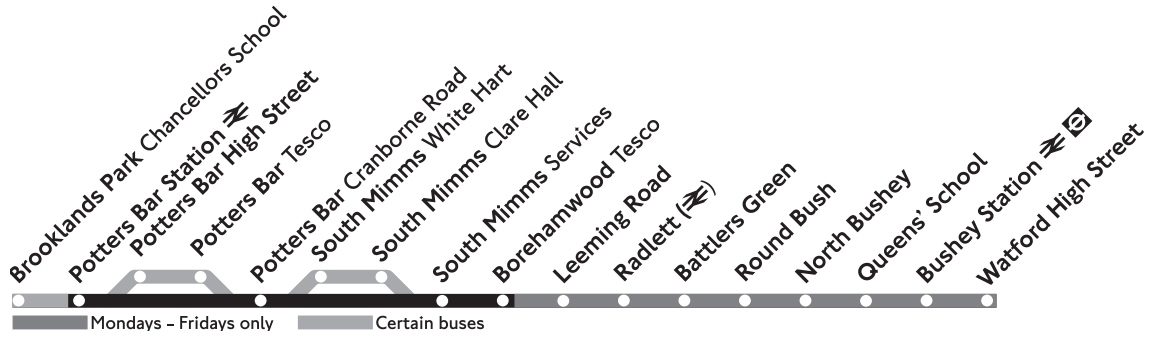 Brooklands Park Chancellors School
Potters Bar Station
Potters Bar High Street
Potters Bar Tesco
Potters Bar Cranborne Road
South Mimms White Hart
South Mimms Clare Hall
South Mimms Services
Borehamwood Tesco
Leeming Road
Radlett ( )
Battlers Green
Round Bush
North Bushey
Queens' School
Bushey Station
Watford High Street
Mondays – Fridays only
Certain buses